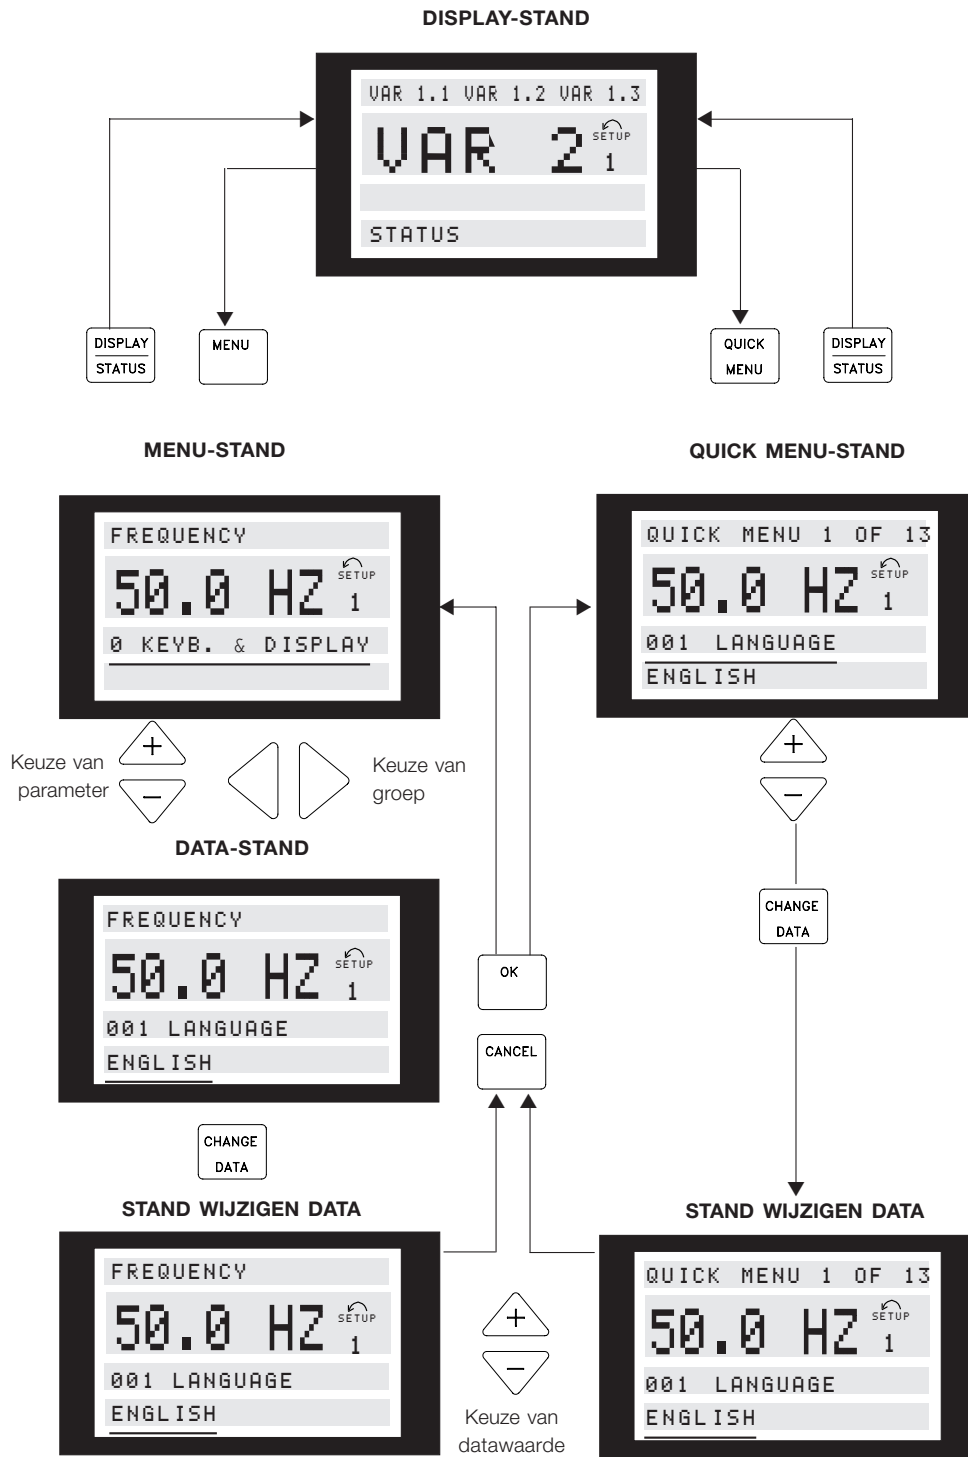 DISPLAY-STAND
VAR 1.1 VAR 1.2 VAR 1.3
VAR 2
SETUP
1
STATUS
DISPLAY
STATUS
MENU
QUICK
MENU
DISPLAY
STATUS
MENU-STAND
FREQUENCY
50.0 HZ
SETUP
1
0 KEYB. & DISPLAY
Keuze van
parameter
+
−
Keuze van
groep
QUICK MENU-STAND
QUICK MENU 1 OF 13
50.0 HZ
SETUP
1
001 LANGUAGE
ENGLISH
+
−
DATA-STAND
FREQUENCY
50.0 HZ
SETUP
1
001 LANGUAGE
ENGLISH
CHANGE
DATA
OK
CANCEL
CHANGE
DATA
STAND WIJZIGEN DATA
FREQUENCY
50.0 HZ
SETUP
1
001 LANGUAGE
ENGLISH
+
−
Keuze van
datawaarde
STAND WIJZIGEN DATA
QUICK MENU 1 OF 13
50.0 HZ
SETUP
1
001 LANGUAGE
ENGLISH